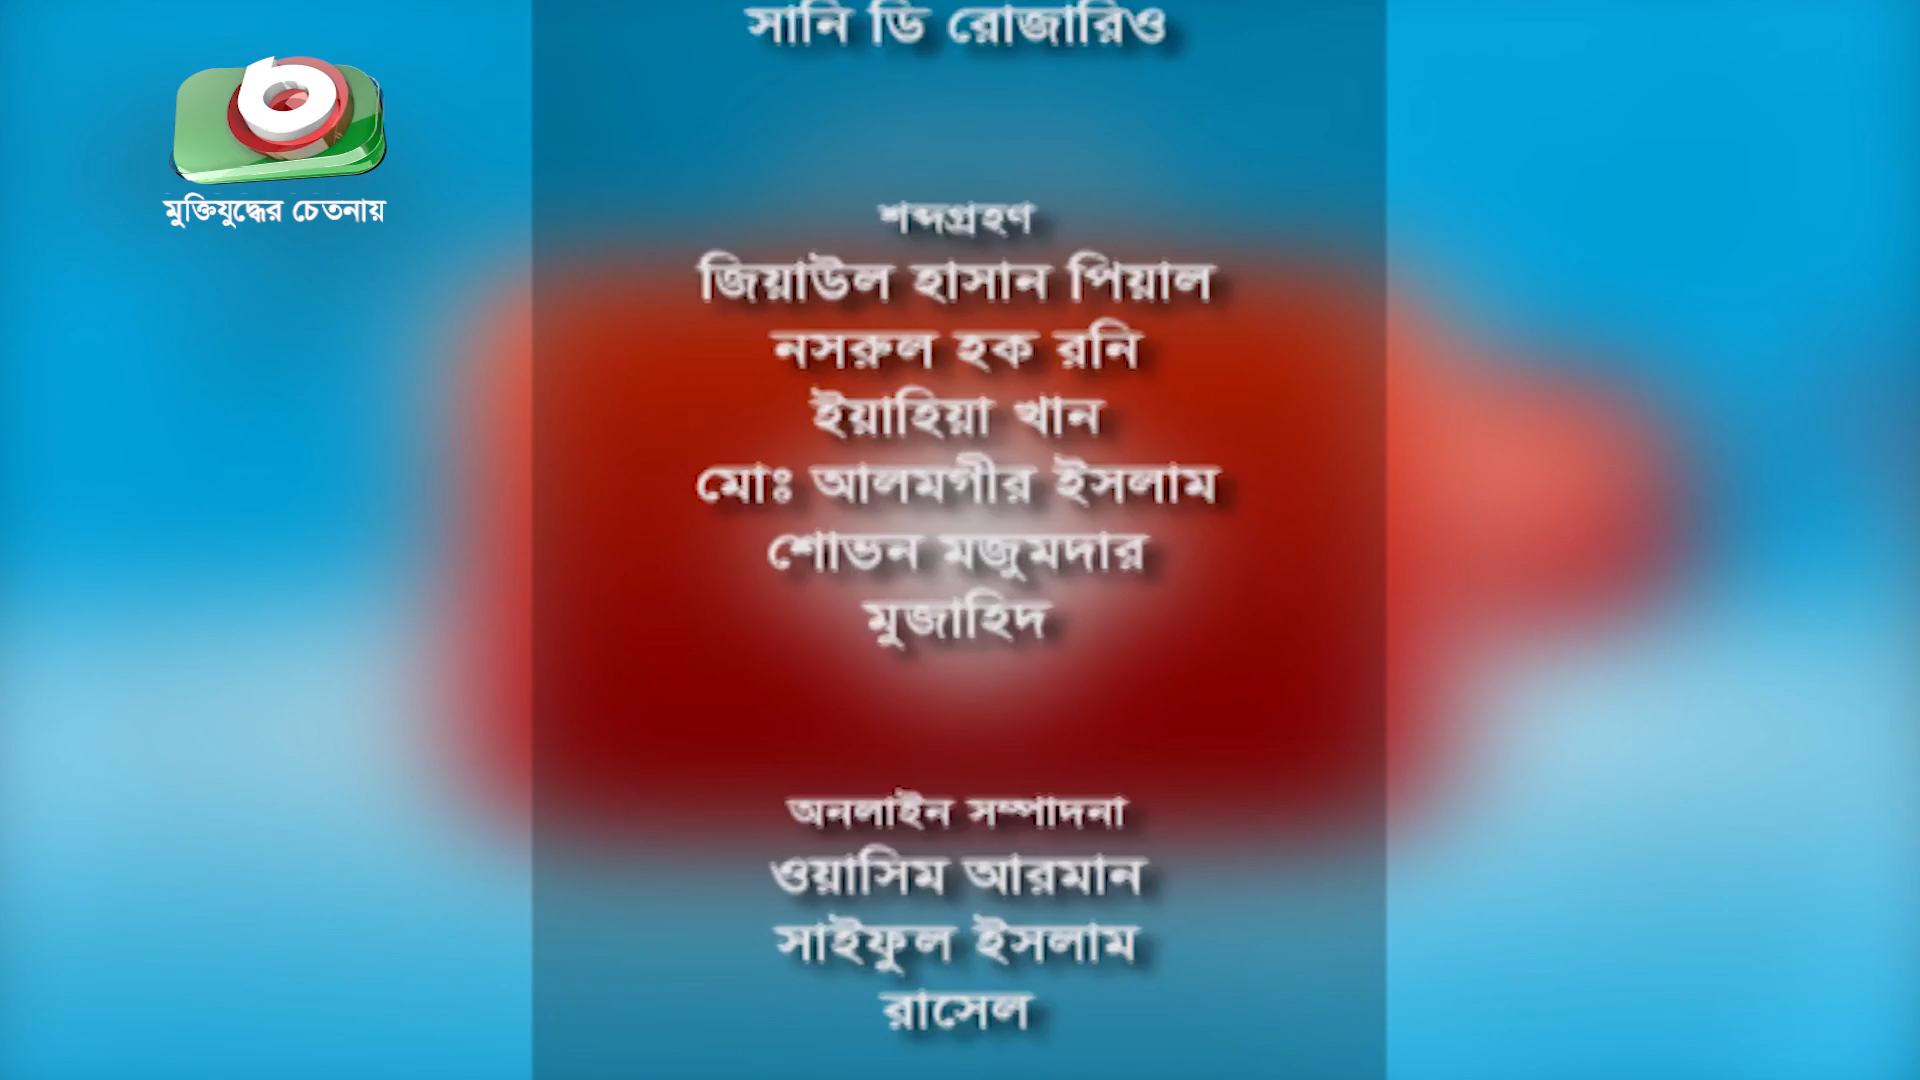 সানি ডি রোজারিও
মুক্তিযুদ্ধের চেতনায়
শব্দগ্রহণ
জিয়াউল হাসান পিয়াল
নসরুল হক রনি
ইয়াহিয়া খান
মোঃ আলমগীর ইসলাম
শোভন মজুমদার
মুজাহিদ
অনলাইন সম্পাদনা
ওয়াসিম আরমান
সাইফুল ইসলাম
রাসেল